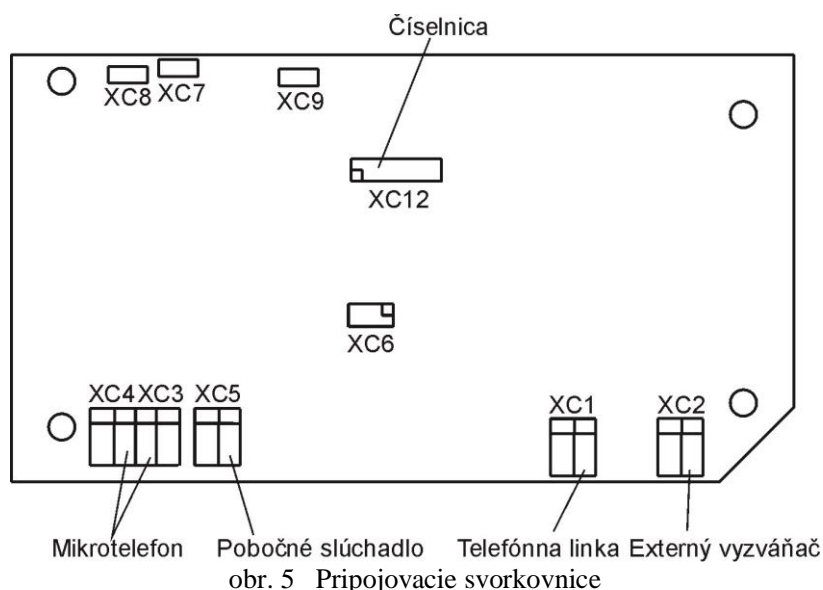 Číselnica
XC8 XC7
XC9
XC12
XC6
XC4 XC3 XC5
XC1 XC2
Mikrotelefon Pobočné slúchadlo Telefónna linka Externý vyzváňač
obr. 5 Pripojovacie svorkovnice